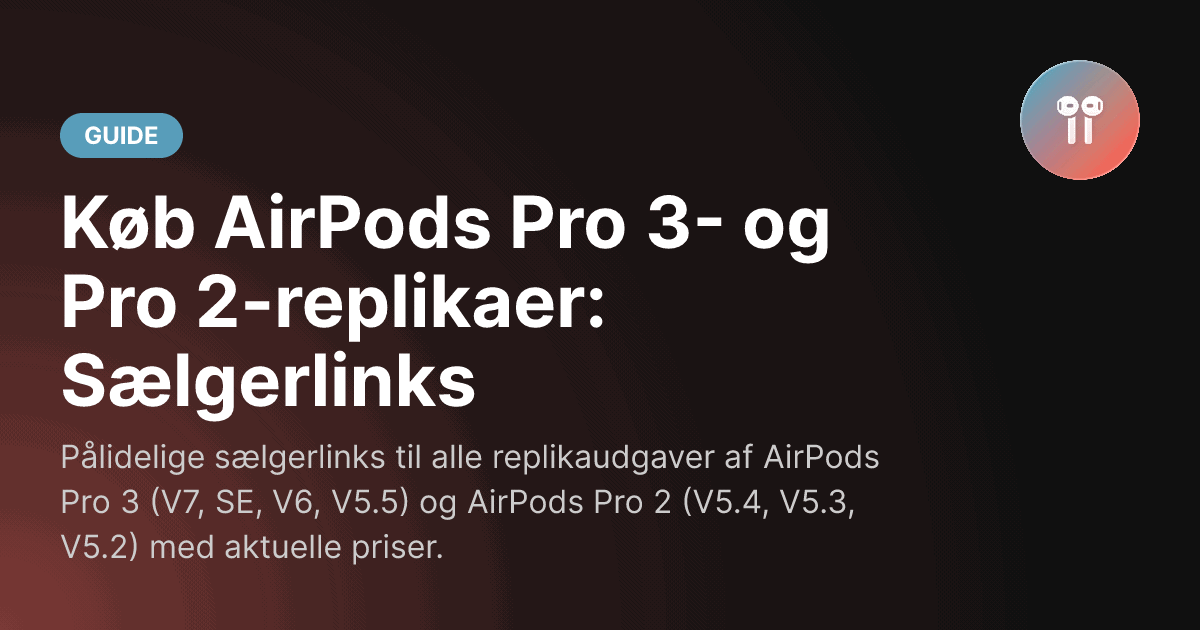 GUIDE
Køb AirPods Pro 3- og
Pro 2-replikaer:
Sælgerlinks
Pålidelige sælgerlinks til alle replikaudgaver af AirPods
Pro 3 (V7, SE, V6, V5.5) og AirPods Pro 2 (V5.4, V5.3,
V5.2) med aktuelle priser.